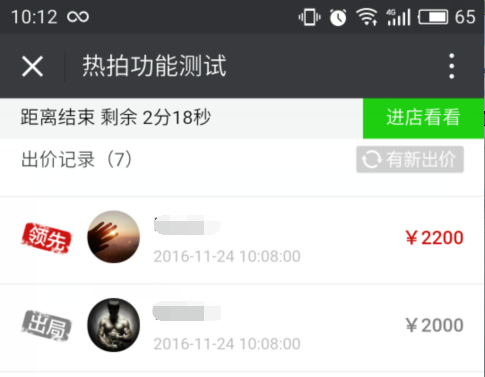 10:12 4G 65
热拍功能测试
距离结束 剩余 2分18秒 进店看看
出价记录（7） 有新出价
领先 ￥2200
2016-11-24 10:08:00
出局 ￥2000
2016-11-24 10:08:00